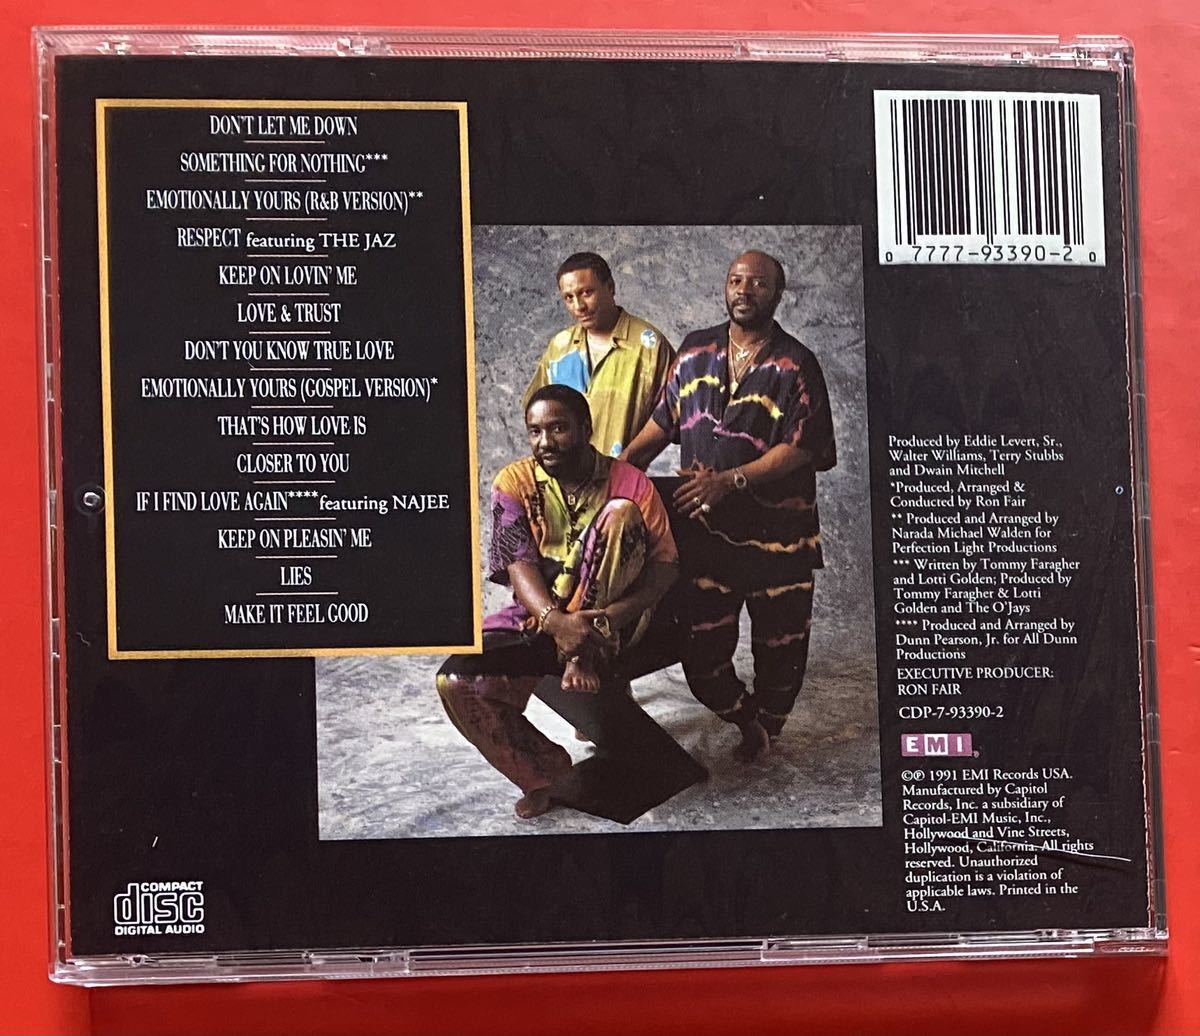 DON'T LET ME DOWN
SOMETHING FOR NOTHING***
EMOTIONALLY YOURS (R&B VERSION)**
RESPECT featuring THE JAZ
KEEP ON LOVIN' ME
LOVE & TRUST
DON'T YOU KNOW TRUE LOVE
EMOTIONALLY YOURS (GOSPEL VERSION)*
THAT'S HOW LOVE IS
CLOSER TO YOU
IF I FIND LOVE AGAIN**** featuring NAJEE
KEEP ON PLEASIN' ME
LIES
MAKE IT FEEL GOOD
0 7777-93390-2 0
Produced by Eddie Levert, Sr.,
Walter Williams, Terry Stubbs
and Dwain Mitchell
*Produced, Arranged &
Conducted by Ron Fair
** Produced and Arranged by
Narada Michael Walden for
Perfection Light Productions
*** Written by Tommy Faragher
and Lotti Golden; Produced by
Tommy Faragher & Lotti
Golden and The O'Jays
**** Produced and Arranged by
Dunn Pearson, Jr. for All Dunn
Productions
EXECUTIVE PRODUCER:
RON FAIR
CDP-7-93390-2
EMI®
©℗ 1991 EMI Records USA.
Manufactured by Capitol
Records, Inc. a subsidiary of
Capitol-EMI Music, Inc.,
Hollywood and Vine Streets,
Hollywood, California. All rights
reserved. Unauthorized
duplication is a violation of
applicable laws. Printed in the
U.S.A.
COMPACT
disc
DIGITAL AUDIO